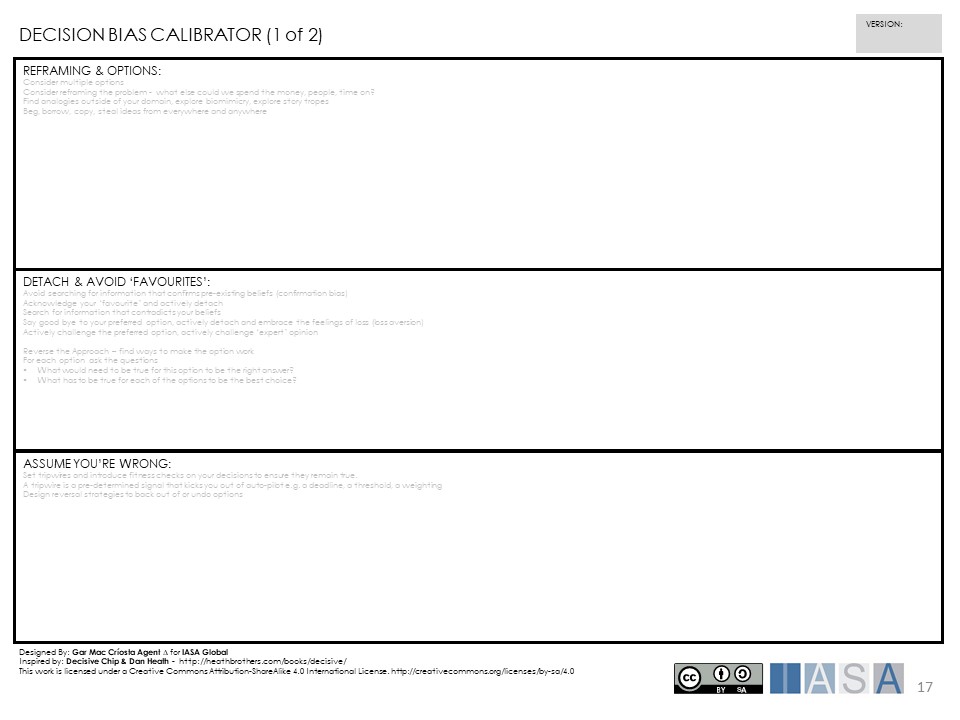 DECISION BIAS CALIBRATOR (1 of 2)
VERSION:
REFRAMING & OPTIONS:
Consider multiple options
Consider reframing the problem - what else could we spend the money, people, time on?
Find analogies outside of your domain, explore biomimicry, explore story tropes
Beg, borrow, copy, steal ideas from everywhere and anywhere
DETACH & AVOID ‘FAVOURITES’:
Avoid searching for information that confirms pre-existing beliefs (confirmation bias)
Acknowledge your ‘favourite’ and actively detach
Search for information that contradicts your beliefs
Say good bye to your preferred option, actively detach and embrace the feelings of loss (loss aversion)
Actively challenge the preferred option, actively challenge ‘expert’ opinion
Reverse the Approach – find ways to make the option work
For each option ask the questions
• What would need to be true for this option to be the right answer?
• What has to be true for each of the options to be the best choice?
ASSUME YOU’RE WRONG:
Set tripwires and introduce fitness checks on your decisions to ensure they remain true.
A tripwire is a pre-determined signal that kicks you out of auto-pilot e.g. a deadline, a threshold, a weighting
Design reversal strategies to back out of or undo options
Designed By: Gar Mac Críosta Agent ∆ for IASA Global
Inspired by: Decisive Chip & Dan Heath - http://heathbrothers.com/books/decisive/
This work is licensed under a Creative Commons Attribution-ShareAlike 4.0 International License. http://creativecommons.org/licenses/by-sa/4.0
cc BY SA
IASA
17